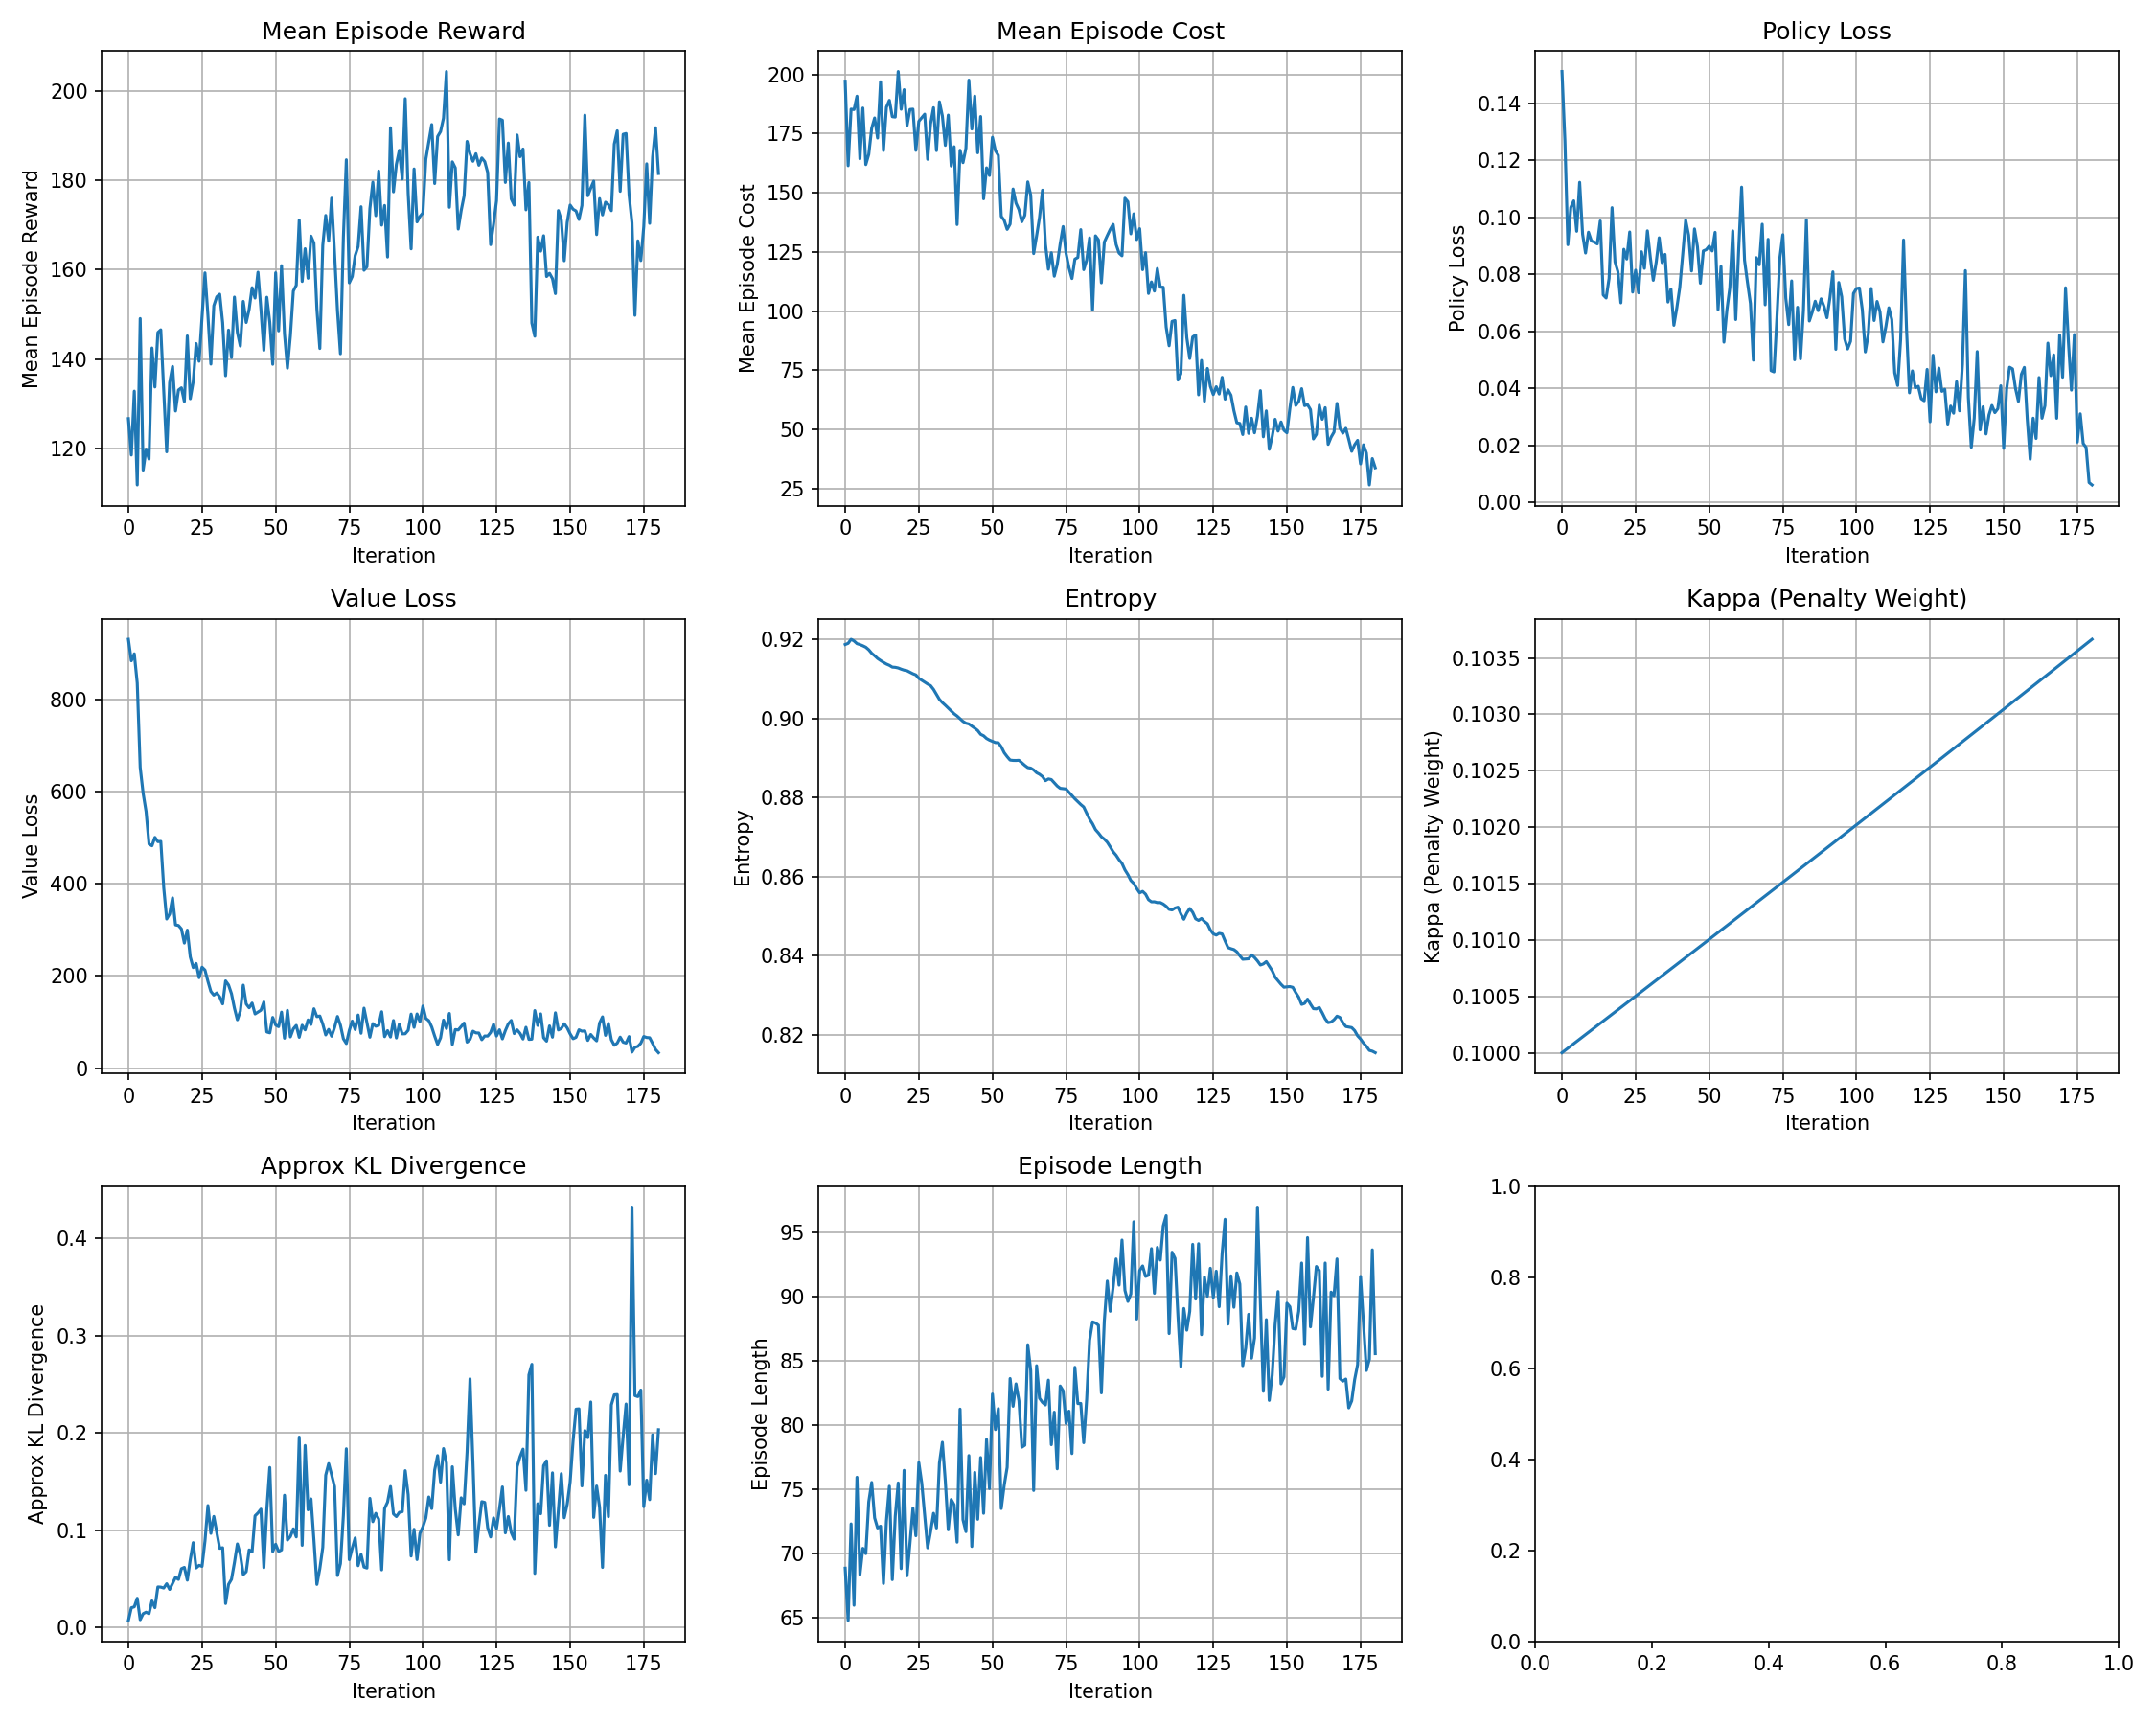 Mean Episode Reward
Mean Episode Reward
200
180
160
140
120
0 25 50 75 100 125 150 175
Iteration
Mean Episode Cost
Mean Episode Cost
200
175
150
125
100
75
50
25
0 25 50 75 100 125 150 175
Iteration
Policy Loss
Policy Loss
0.14
0.12
0.10
0.08
0.06
0.04
0.02
0.00
0 25 50 75 100 125 150 175
Iteration
Value Loss
Value Loss
800
600
400
200
0
0 25 50 75 100 125 150 175
Iteration
Entropy
Entropy
0.92
0.90
0.88
0.86
0.84
0.82
0 25 50 75 100 125 150 175
Iteration
Kappa (Penalty Weight)
Kappa (Penalty Weight)
0.1035
0.1030
0.1025
0.1020
0.1015
0.1010
0.1005
0.1000
0 25 50 75 100 125 150 175
Iteration
Approx KL Divergence
Approx KL Divergence
0.4
0.3
0.2
0.1
0.0
0 25 50 75 100 125 150 175
Iteration
Episode Length
Episode Length
95
90
85
80
75
70
65
0 25 50 75 100 125 150 175
Iteration
1.0
0.8
0.6
0.4
0.2
0.0
0.0 0.2 0.4 0.6 0.8 1.0